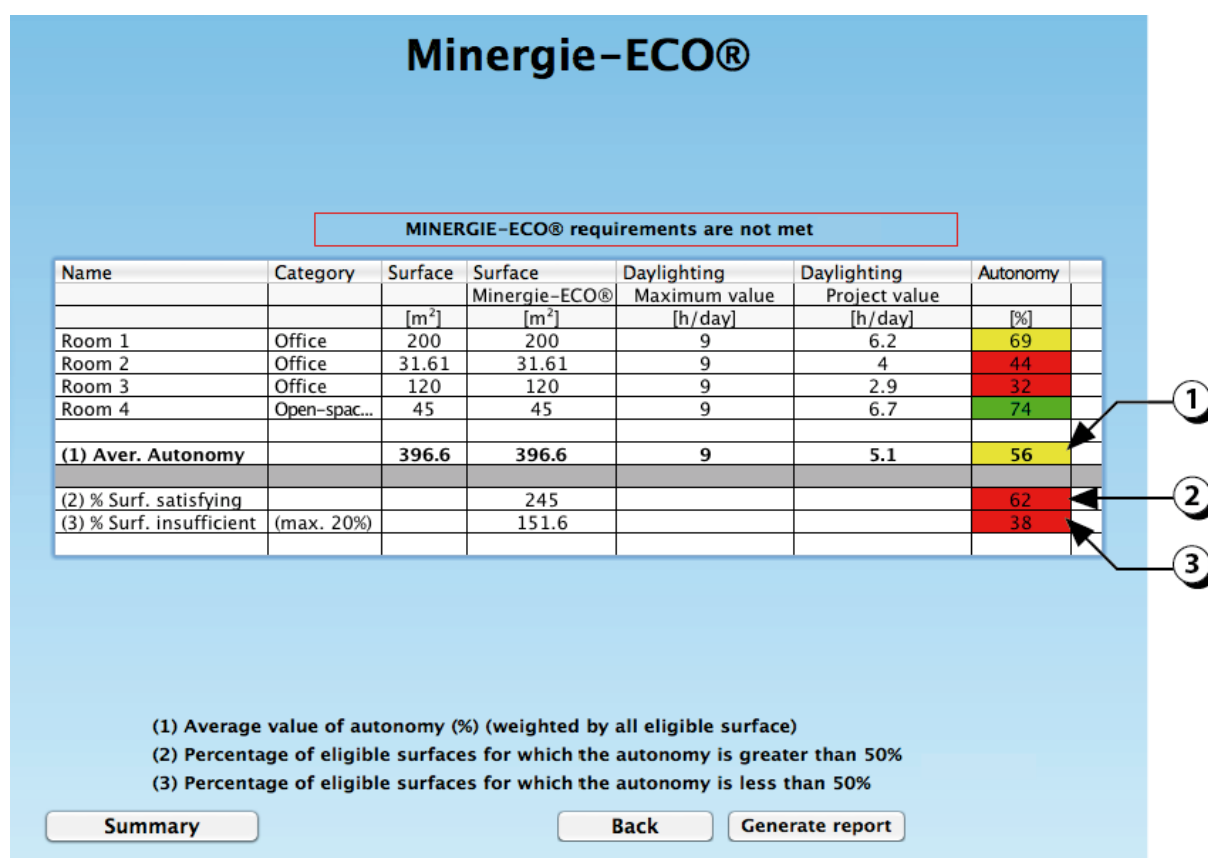 Minergie-ECO®
MINERGIE-ECO® requirements are not met
Name Category Surface Surface Daylighting Daylighting Autonomy
Minergie-ECO® Maximum value Project value
[m²] [m²] [h/day] [h/day] [%]
Room 1 Office 200 200 9 6.2 69
Room 2 Office 31.61 31.61 9 4 44
Room 3 Office 120 120 9 2.9 32
Room 4 Open-spac... 45 45 9 6.7 74
1
(1) Aver. Autonomy 396.6 396.6 9 5.1 56
(2) % Surf. satisfying 245 62
2
(3) % Surf. insufficient (max. 20%) 151.6 38
3
(1) Average value of autonomy (%) (weighted by all eligible surface)
(2) Percentage of eligible surfaces for which the autonomy is greater than 50%
(3) Percentage of eligible surfaces for which the autonomy is less than 50%
Summary Back Generate report